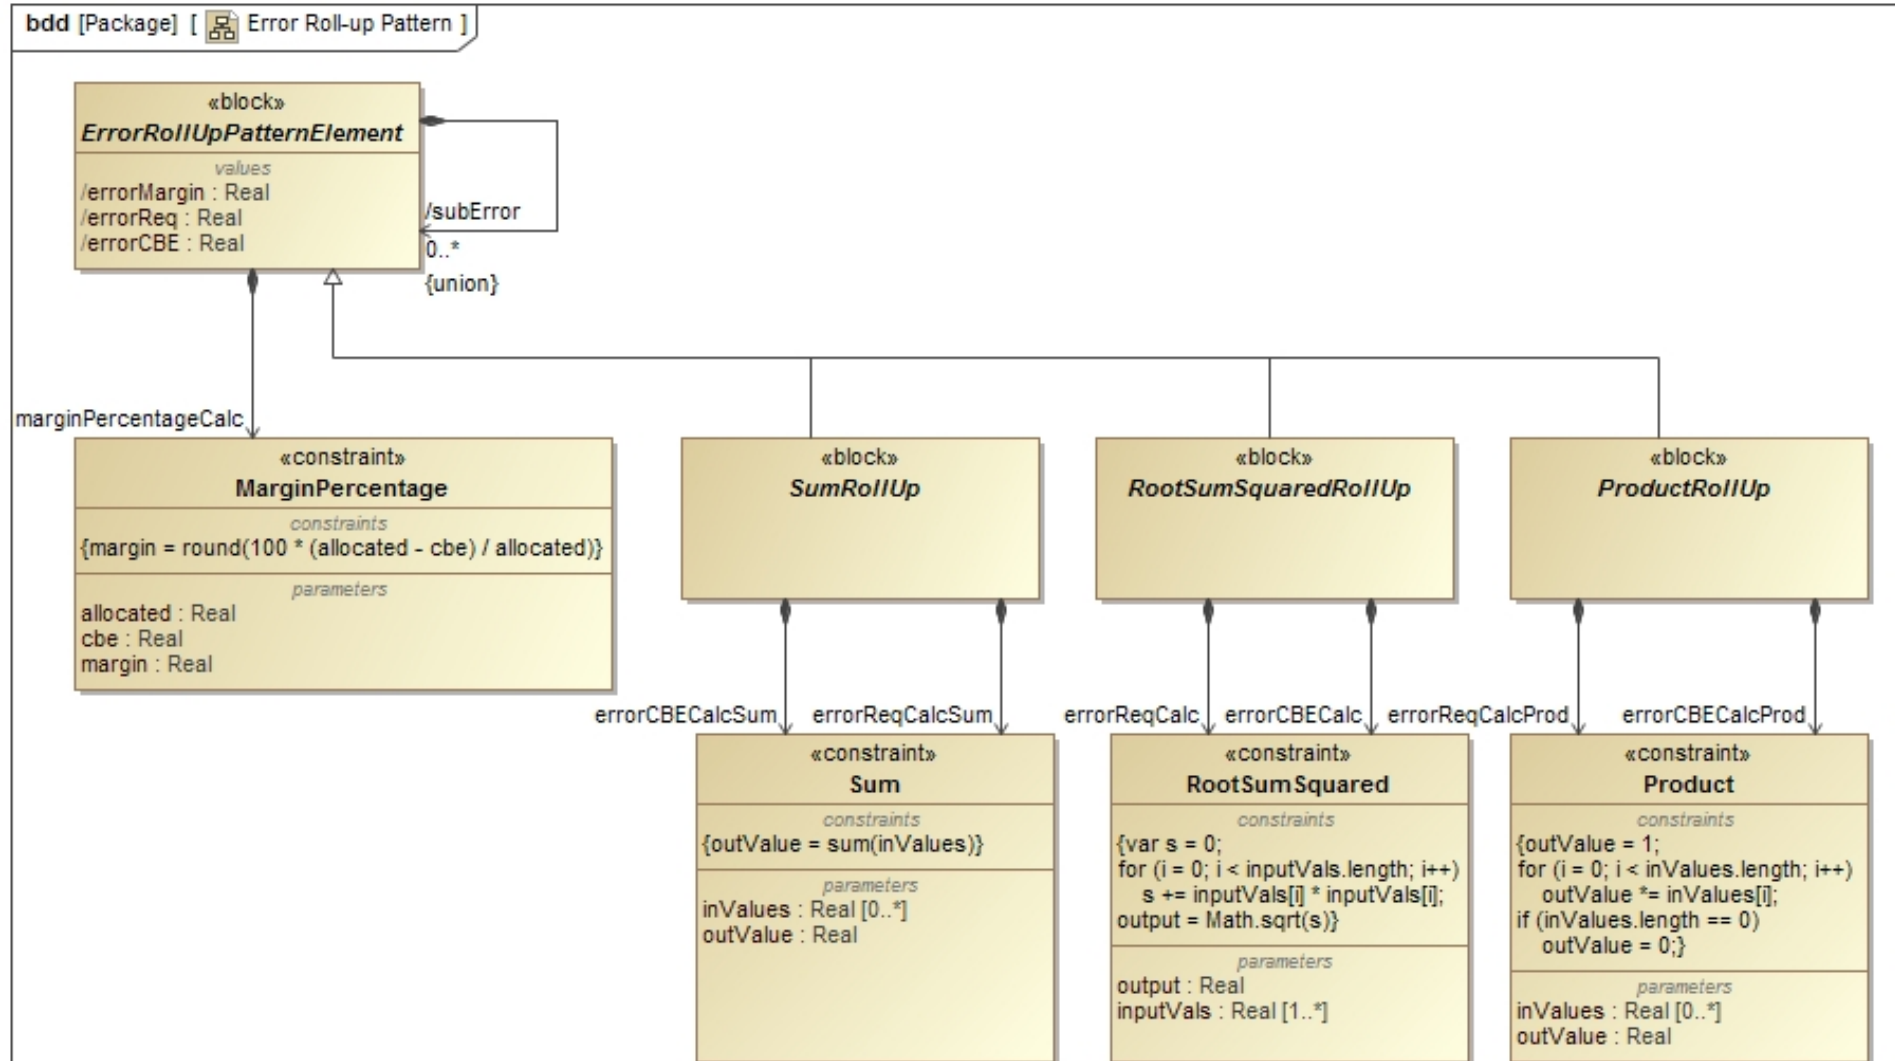 bdd [Package] [ Error Roll-up Pattern ]
«block»
ErrorRollUpPatternElement
values
/errorMargin : Real
/errorReq : Real
/errorCBE : Real
/subError
0..*
{union}
marginPercentageCalc
«constraint»
MarginPercentage
constraints
{margin = round(100 * (allocated - cbe) / allocated)}
parameters
allocated : Real
cbe : Real
margin : Real
«block»
SumRollUp
«block»
RootSumSquaredRollUp
«block»
ProductRollUp
errorCBECalcSum
errorReqCalcSum
errorReqCalc
errorCBECalc
errorReqCalcProd
errorCBECalcProd
«constraint»
Sum
constraints
{outValue = sum(inValues)}
parameters
inValues : Real [0..*]
outValue : Real
«constraint»
RootSumSquared
constraints
{var s = 0;
for (i = 0; i < inputVals.length; i++)
s += inputVals[i] * inputVals[i];
output = Math.sqrt(s)}
parameters
output : Real
inputVals : Real [1..*]
«constraint»
Product
constraints
{outValue = 1;
for (i = 0; i < inValues.length; i++)
outValue *= inValues[i];
if (inValues.length == 0)
outValue = 0;}
parameters
inValues : Real [0..*]
outValue : Real